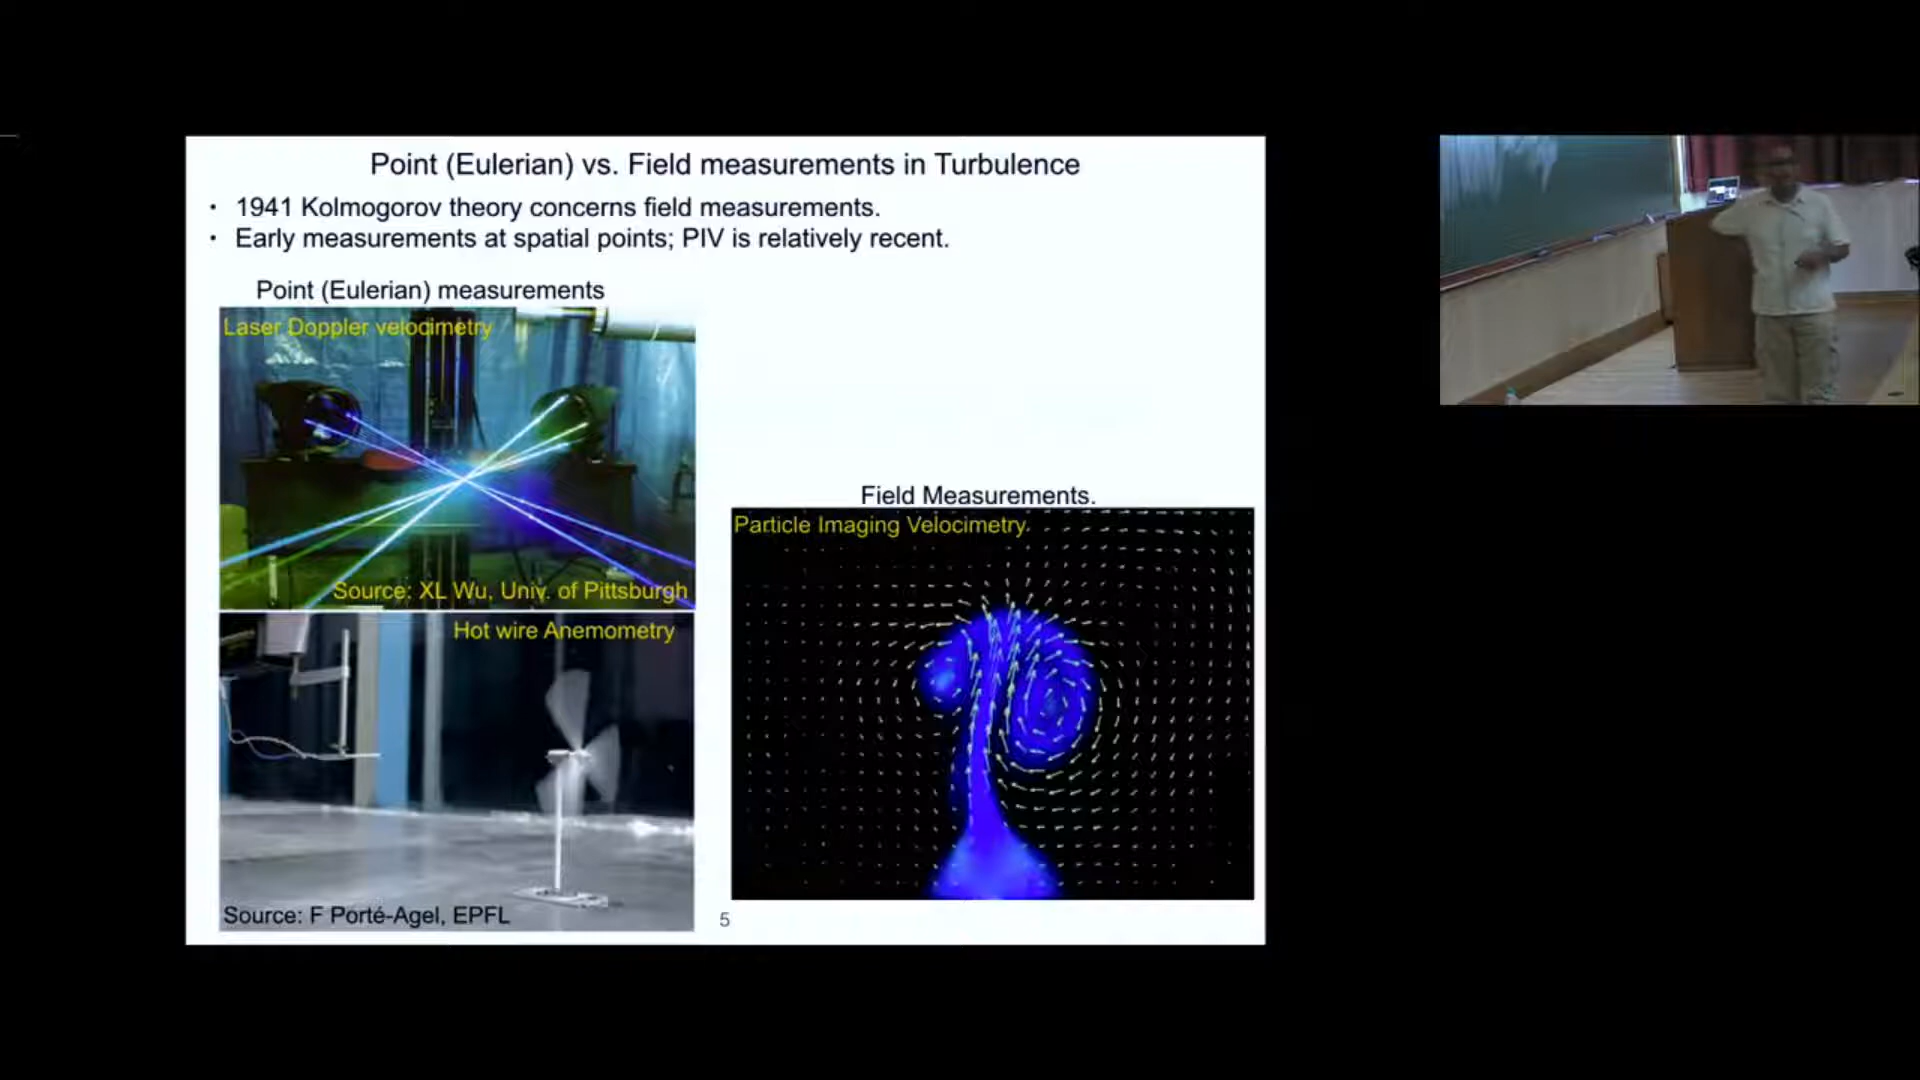 Point (Eulerian) vs. Field measurements in Turbulence
· 1941 Kolmogorov theory concerns field measurements.
· Early measurements at spatial points; PIV is relatively recent.
Point (Eulerian) measurements
Laser Doppler velocimetry
Source: XL Wu, Univ. of Pittsburgh
Hot wire Anemometry
Source: F Porté-Agel, EPFL
Field Measurements.
Particle Imaging Velocimetry
5